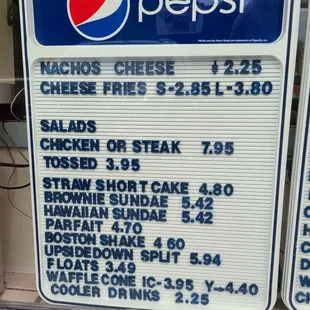 pepsi
NACHOS CHEESE $2.25
CHEESE FRIES S-2.85 L-3.80
SALADS
CHICKEN OR STEAK 7.95
TOSSED 3.95
STRAW SHORT CAKE 4.80
BROWNIE SUNDAE 5.42
HAWAIIAN SUNDAE 5.42
PARFAIT 4.70
BOSTON SHAKE 4 60
UPSIDEDOWN SPLIT 5.94
FLOATS 3.49
WAFFLE CONE IC-3.95 Y-4.40
COOLER DRINKS 2.25